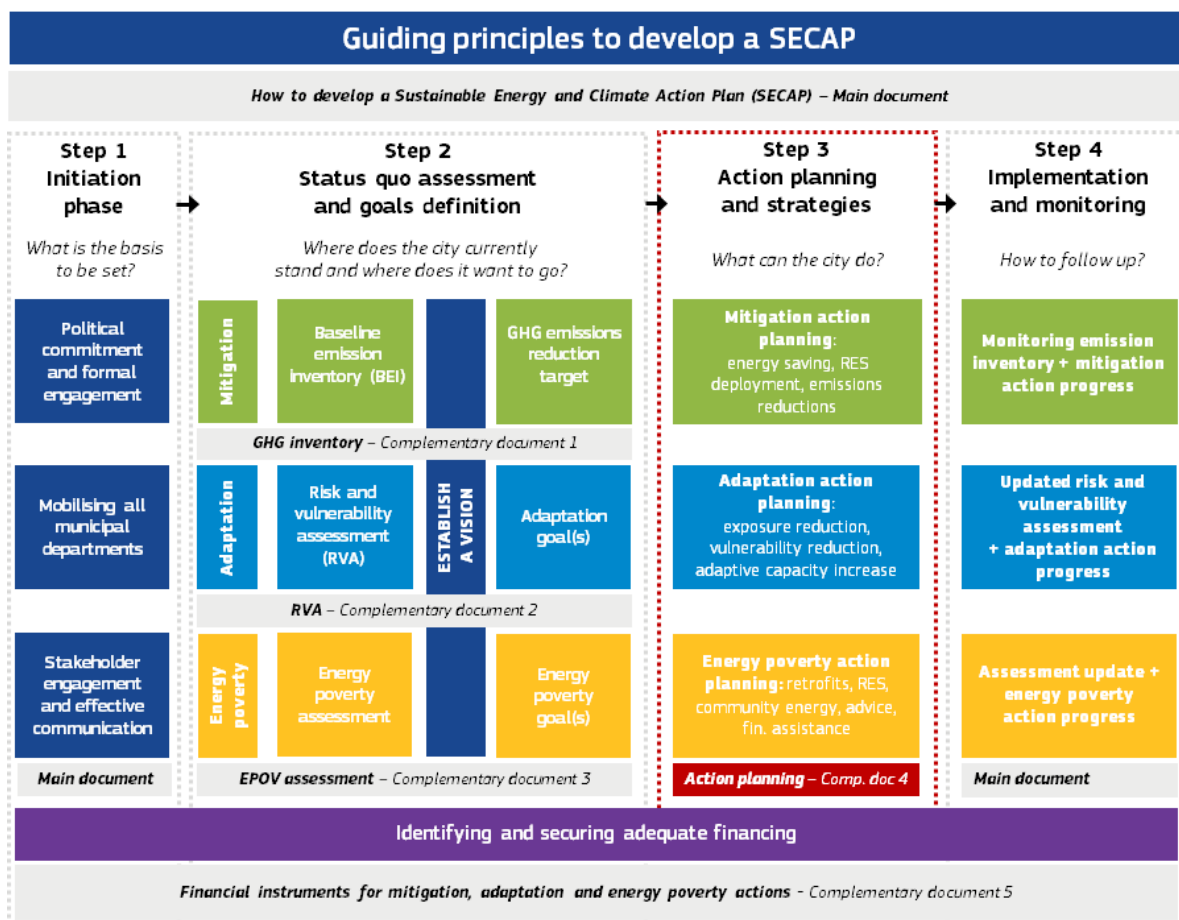 Guiding principles to develop a SECAP
How to develop a Sustainable Energy and Climate Action Plan (SECAP) – Main document
Step 1
Initiation
phase
What is the basis
to be set?
Political
commitment
and formal
engagement
Mobilising all
municipal
departments
Stakeholder
engagement
and effective
communication
Main document
Step 2
Status quo assessment
and goals definition
Where does the city currently
stand and where does it want to go?
Mitigation
Baseline
emission
inventory (BEI)
GHG emissions
reduction
target
GHG inventory – Complementary document 1
Adaptation
Risk and
vulnerability
assessment
(RVA)
ESTABLISH
A VISION
Adaptation
goal(s)
RVA – Complementary document 2
Energy
poverty
Energy
poverty
assessment
Energy
poverty
goal(s)
EPOV assessment – Complementary document 3
Step 3
Action planning
and strategies
What can the city do?
Mitigation action
planning:
energy saving, RES
deployment, emissions
reductions
Adaptation action
planning:
exposure reduction,
vulnerability reduction,
adaptive capacity increase
Energy poverty action
planning: retrofits, RES,
community energy, advice,
fin. assistance
Action planning – Comp. doc 4
Step 4
Implementation
and monitoring
How to follow up?
Monitoring emission
inventory + mitigation
action progress
Updated risk and
vulnerability
assessment
+ adaptation action
progress
Assessment update +
energy poverty
action progress
Main document
Identifying and securing adequate financing
Financial instruments for mitigation, adaptation and energy poverty actions - Complementary document 5